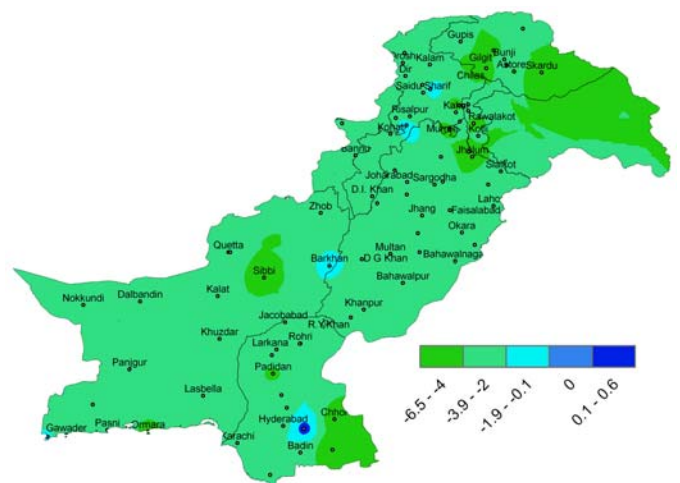 Gupis
Bunji
Drosh
Kalam
Gilgit
Astore
Skardu
Dir
Chilas
Saidu Sharif
Risalpur
Kakul
Rawalakot
Kohat
Murree
Kotli
Bannu
Jhelum
Sialkot
Joharabad
Sargodha
D.I. Khan
Zhob
Laho
Jhang
Faisalabad
Okara
Quetta
Multan
Barkhan
D G Khan
Bahawalnaga
Sibbi
Bahawalpur
Nokkundi
Dalbandin
Kalat
Khanpur
Jacobabad
R.Y.Khan
Khuzdar
Rohri
Larkana
Panjgur
Padidan
Lasbella
Chhor
Hyderabad
Gawader
Pasni
Ormara
Karachi
Badin
-6.5 - -4
-3.9 - -2
-1.9 - -0.1
0
0.1 - 0.6